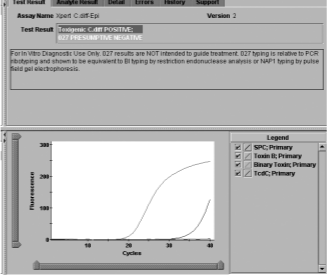 Test Result Analyte Result Detail Errors History Support
Assay Name Xpert C.diff-Epi Version 2
Test Result Toxigenic C.diff POSITIVE;
027 PRESUMPTIVE NEGATIVE
For In Vitro Diagnostic Use Only. 027 results are NOT intended to guide treatment. 027 typing is relative to PCR
ribotyping and shown to be equivalent to BI typing by restriction endonuclease analysis or NAP1 typing by pulse
field gel electrophoresis.
Legend
SPC; Primary
Toxin B; Primary
Binary Toxin; Primary
TcdC; Primary
Fluorescence
300
200
100
0
10 20 30 40
Cycles